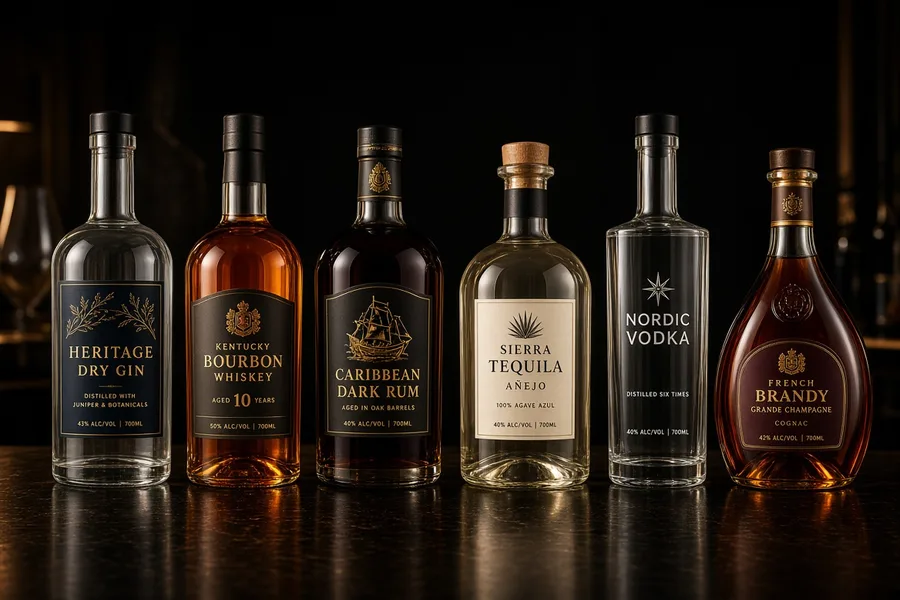 HERITAGE
DRY GIN
DISTILLED WITH
JUNIPER & BOTANICALS
43% ALC/VOL | 700ML
KENTUCKY
BOURBON
WHISKEY
AGED 10 YEARS
50% ALC/VOL | 700ML
CARIBBEAN
DARK RUM
AGED IN OAK BARRELS
40% ALC/VOL | 700ML
SIERRA
TEQUILA
AÑEJO
100% AGAVE AZUL
40% ALC/VOL | 700ML
NORDIC
VODKA
DISTILLED SIX TIMES
40% ALC/VOL | 700ML
FRENCH
BRANDY
GRANDE CHAMPAGNE
COGNAC
42% ALC/VOL | 700ML